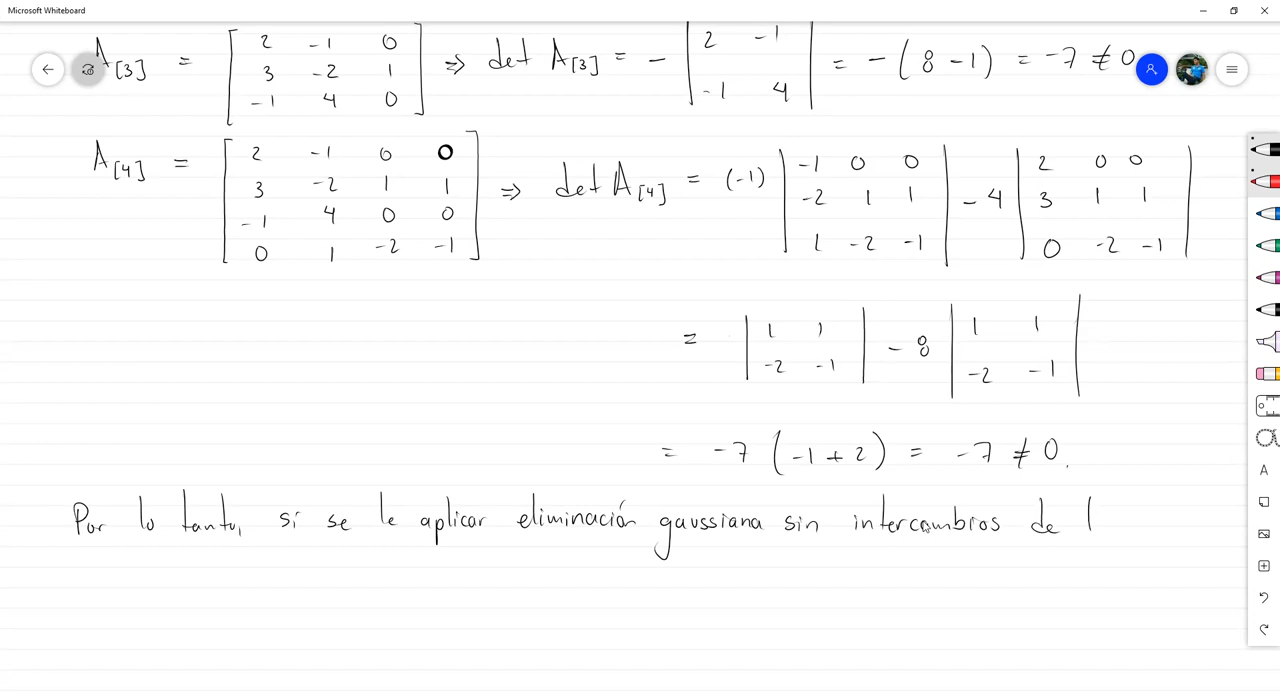 Microsoft Whiteboard
A[3] = [ 2 -1 0 ; 3 -2 1 ; -1 4 0 ] ⇒ det A[3] = - | 2 -1 ; -1 4 | = -(8-1) = -7 ≠ 0
A[4] = [ 2 -1 0 0 ; 3 -2 1 1 ; -1 4 0 0 ; 0 1 -2 -1 ] ⇒ det A[4] = (-1) | -1 0 0 ; -2 1 1 ; 1 -2 -1 | - 4 | 2 0 0 ; 3 1 1 ; 0 -2 -1 |
= | 1 1 ; -2 -1 | - 8 | 1 1 ; -2 -1 |
= -7 (-1+2) = -7 ≠ 0.
Por lo tanto, sí se le aplicar eliminación gaussiana sin intercambios de l